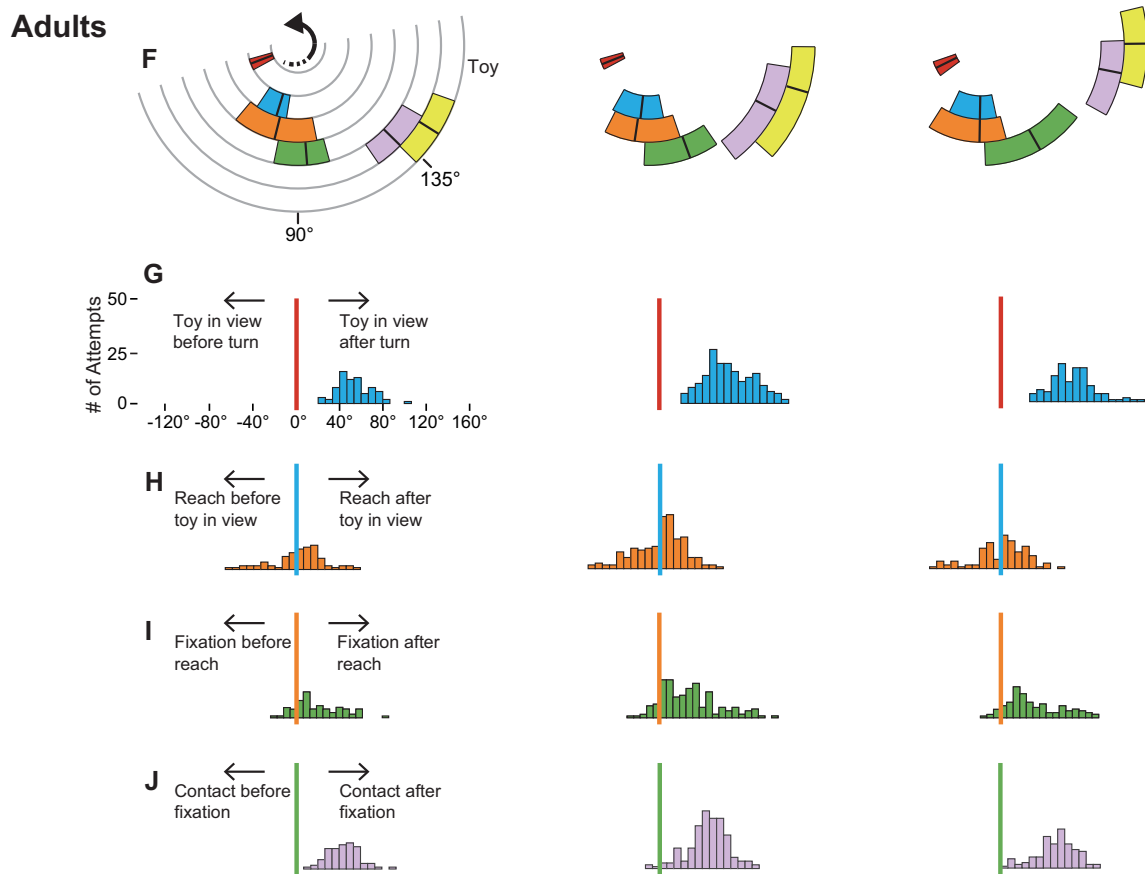 Adults
F
Toy
135°
90°
G
# of Attempts
50
25
0
Toy in view
before turn
Toy in view
after turn
-120° -80° -40° 0° 40° 80° 120° 160°
H
Reach before
toy in view
Reach after
toy in view
I
Fixation before
reach
Fixation after
reach
J
Contact before
fixation
Contact after
fixation